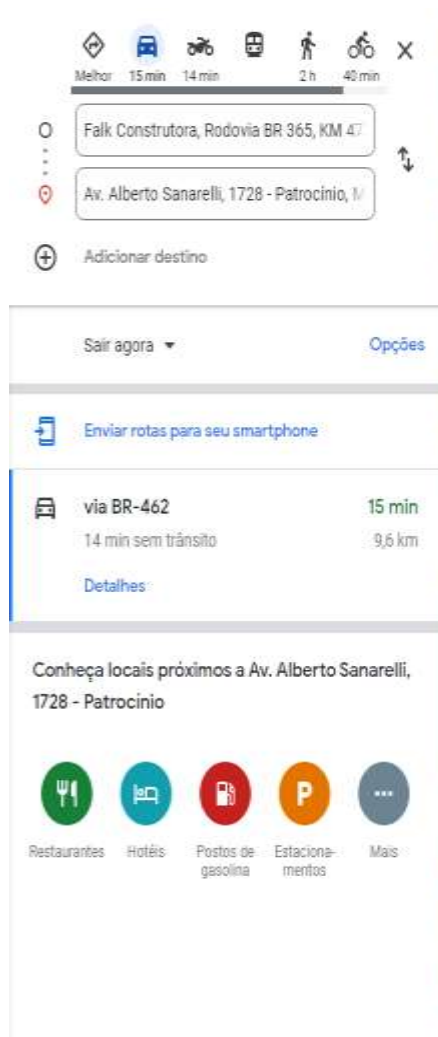 Melhor 15 min 14 min 2 h 40 min
Falk Construtora, Rodovia BR 365, KM 47
Av. Alberto Sanarelli, 1728 - Patrocínio, M
Adicionar destino
Sair agora
Opções
Enviar rotas para seu smartphone
via BR-462
15 min
14 min sem trânsito
9,6 km
Detalhes
Conheça locais próximos a Av. Alberto Sanarelli,
1728 - Patrocínio
P
Restaurantes
Hotéis
Postos de
gasolina
Estaciona-
mentos
Mais